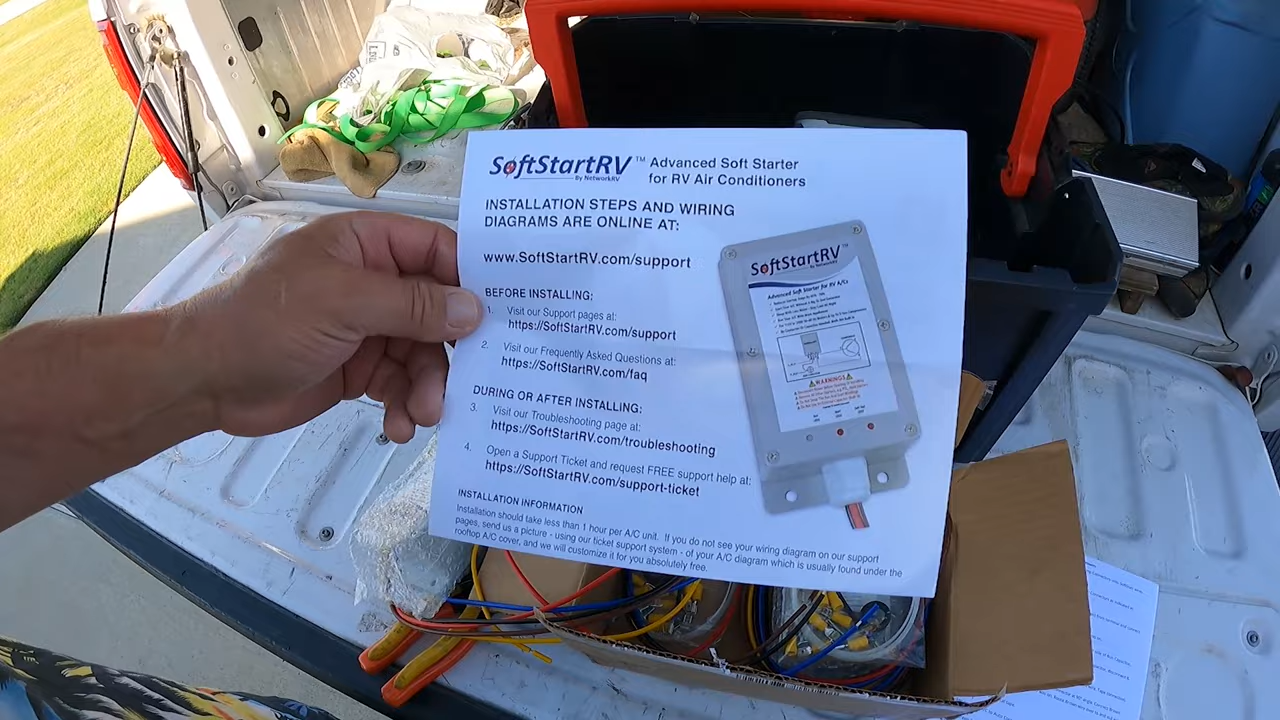 SoftStartRV™
By NetworkRV
Advanced Soft Starter
for RV Air Conditioners
INSTALLATION STEPS AND WIRING
DIAGRAMS ARE ONLINE AT:
www.SoftStartRV.com/support
BEFORE INSTALLING:
1. Visit our Support pages at:
https://SoftStartRV.com/support
2. Visit our Frequently Asked Questions at:
https://SoftStartRV.com/faq
DURING OR AFTER INSTALLING:
3. Visit our Troubleshooting page at:
https://SoftStartRV.com/troubleshooting
4. Open a Support Ticket and request FREE support help at:
https://SoftStartRV.com/support-ticket
INSTALLATION INFORMATION
Installation should take less than 1 hour per A/C unit. If you do not see your wiring diagram on our support
pages, send us a picture - using our ticket support system - of your A/C diagram which is usually found under the
rooftop A/C cover, and we will customize it for you absolutely free.
SoftStartRV™
By NetworkRV
Advanced Soft Starter for RV A/Cs
WARNINGS